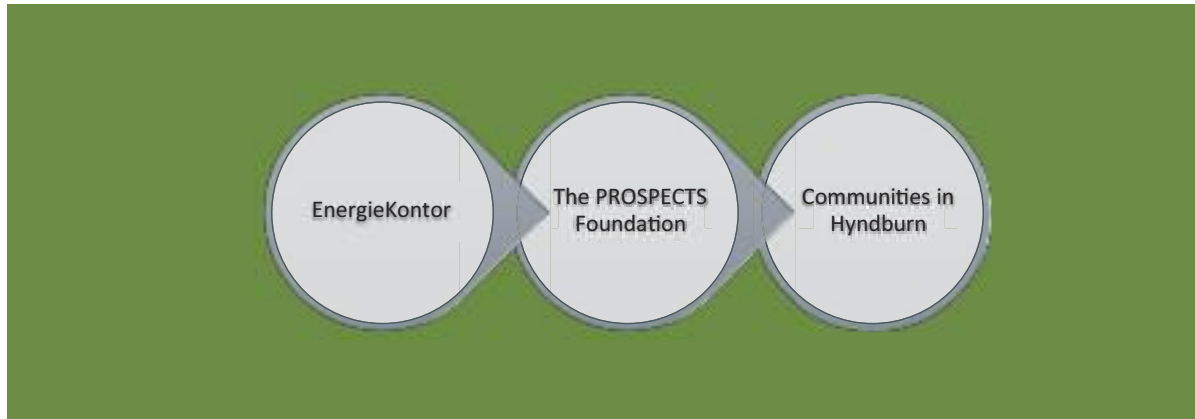 EnergieKontor
The PROSPECTS
Foundation
Communities in
Hyndburn